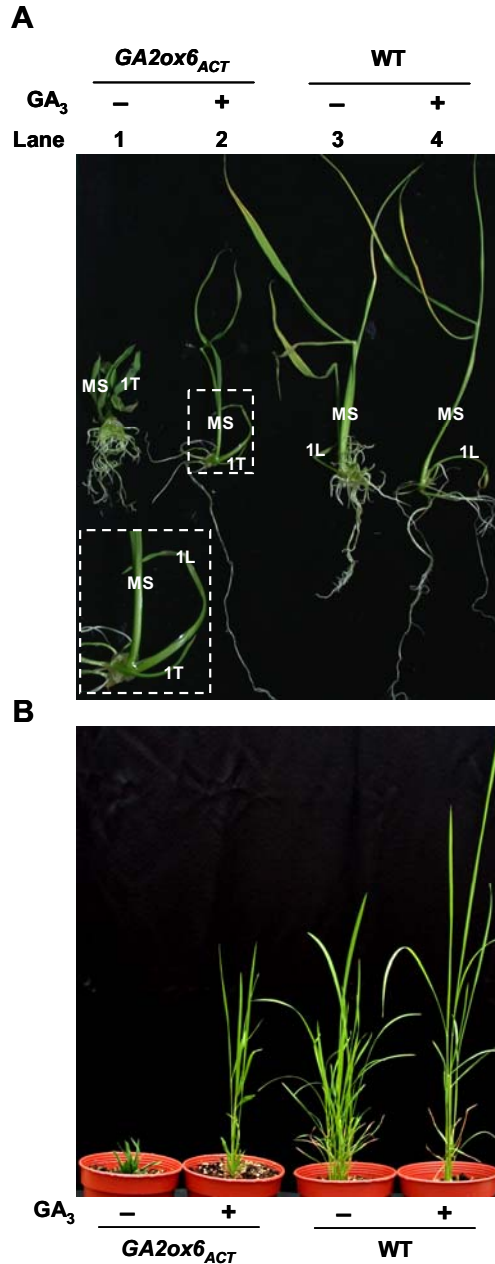 A
GA2ox6ACT WT
GA3 – + – +
Lane 1 2 3 4
MS 1T
MS
1T
MS
1L
MS
1L
1L
MS
1T
B
GA3 – + – +
GA2ox6ACT WT